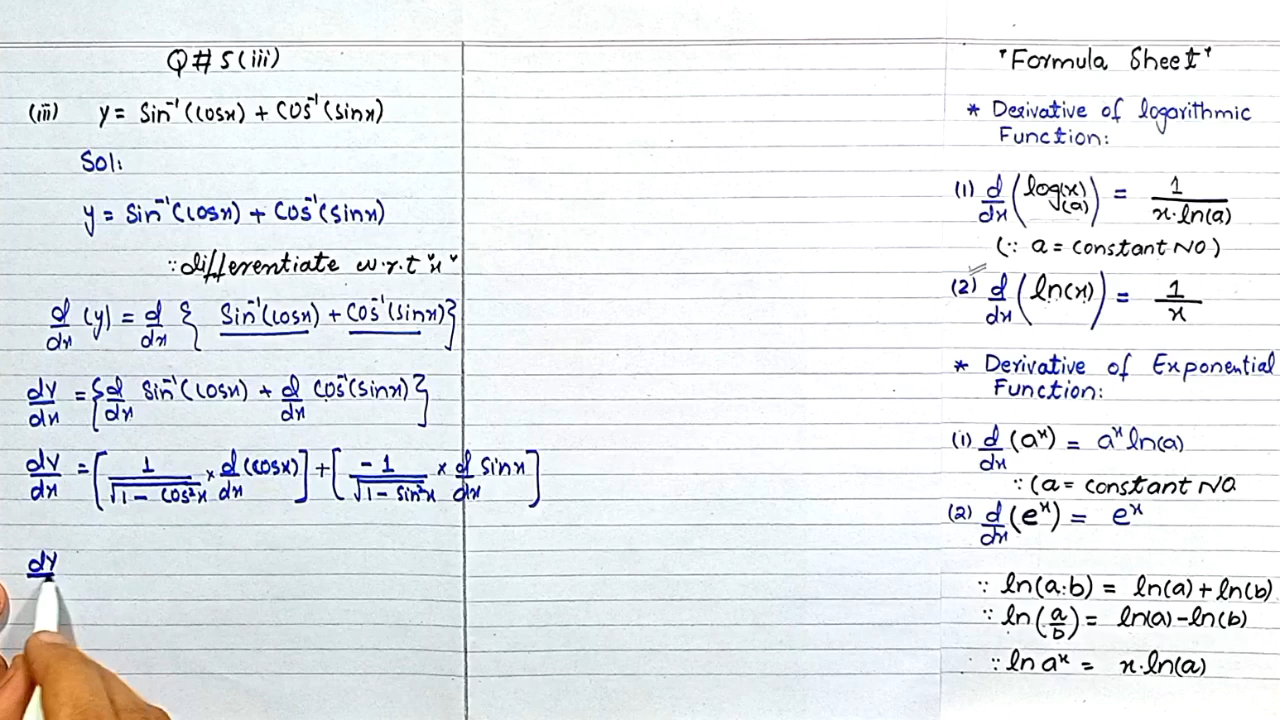 Q # 5(iii)
(iii) y = Sin⁻¹(cosx) + Cos⁻¹(sinx)
Sol:
y = Sin⁻¹(cosx) + Cos⁻¹(sinx)
∵ differentiate w.r.t "x"
d/dx (y) = d/dx { Sin⁻¹(cosx) + Cos⁻¹(sinx) }
dy/dx = { d/dx Sin⁻¹(cosx) + d/dx Cos⁻¹(sinx) }
dy/dx = [ 1/√(1 - Cos²x) × d/dx (cosx) ] + [ -1/√(1 - Sin²x) × d/dx sinx ]
dy
"Formula Sheet"
* Derivative of logarithmic
Function:
(1) d/dx ( log(x) (a) ) = 1/(x·ln(a))
(∵ a = constant NO)
(2) d/dx ( ln(x) ) = 1/x
* Derivative of Exponential
Function:
(1) d/dx (aˣ) = aˣ ln(a)
∵ (a = constant NO
(2) d/dx (eˣ) = eˣ
∵ ln(a·b) = ln(a) + ln(b)
∵ ln(a/b) = ln(a) - ln(b)
∵ ln aˣ = x·ln(a)